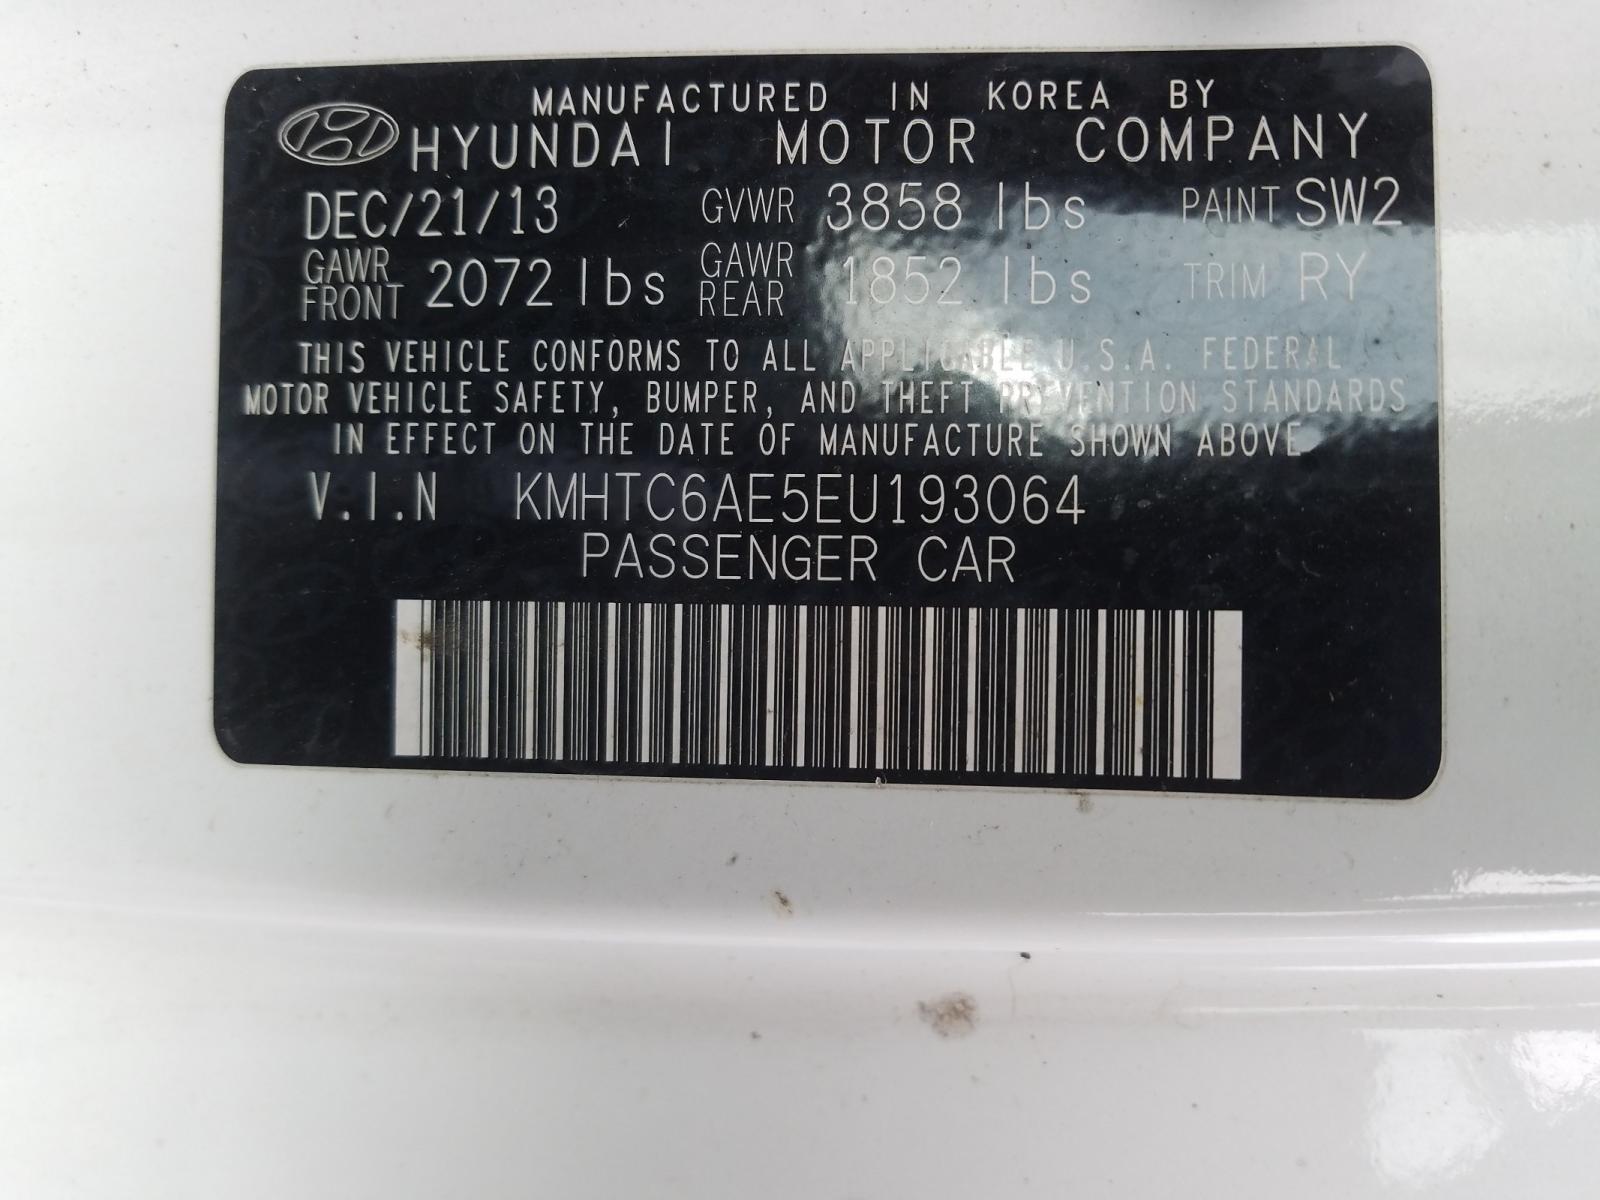 MANUFACTURED IN KOREA BY
HYUNDAI MOTOR COMPANY
DEC/21/13 GVWR 3858 lbs PAINT SW2
GAWR FRONT 2072 lbs GAWR REAR 1852 lbs TRIM RY
THIS VEHICLE CONFORMS TO ALL APPLICABLE U.S.A. FEDERAL
MOTOR VEHICLE SAFETY, BUMPER, AND THEFT PREVENTION STANDARDS
IN EFFECT ON THE DATE OF MANUFACTURE SHOWN ABOVE
V.I.N KMHTC6AE5EU193064
PASSENGER CAR